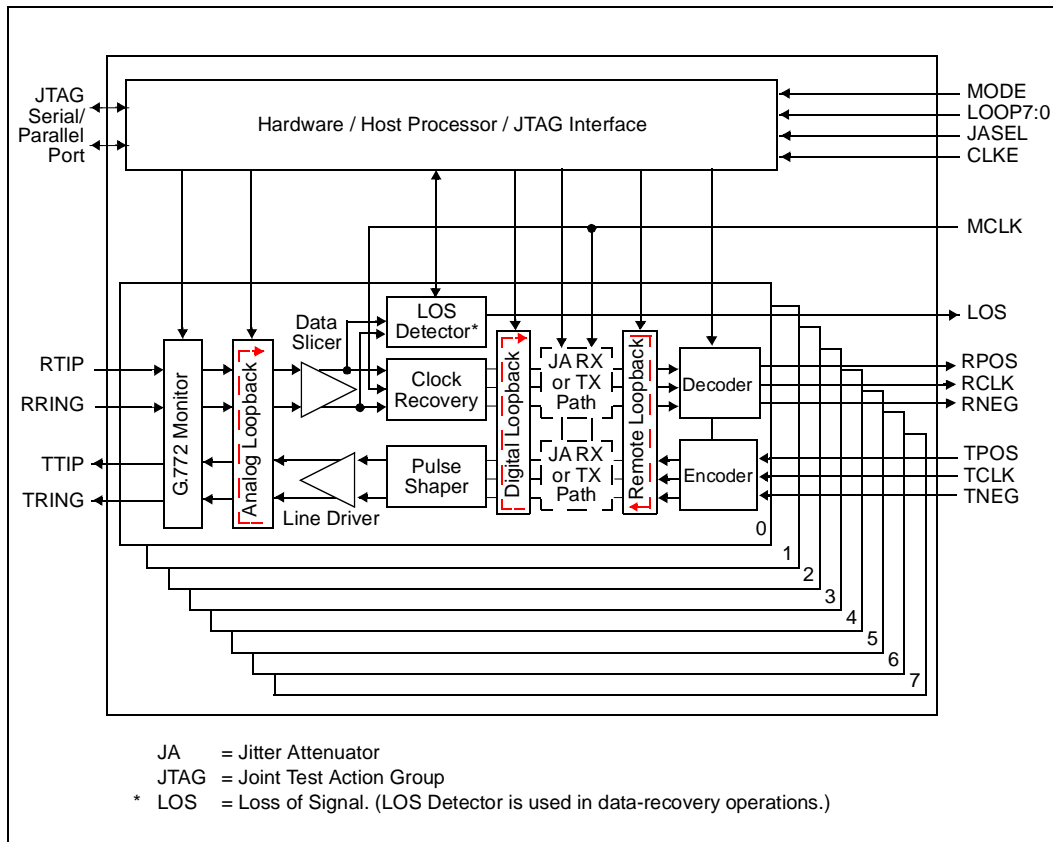 JTAG
Serial/
Parallel
Port
Hardware / Host Processor / JTAG Interface
MODE
LOOP7:0
JASEL
CLKE
MCLK
LOS
Data
Slicer
LOS
Detector*
RTIP
RRING
TTIP
TRING
G.772 Monitor
Analog Loopback
Clock
Recovery
Digital Loopback
JA RX
or TX
Path
Remote Loopback
Decoder
RPOS
RCLK
RNEG
Line Driver
Pulse
Shaper
JA RX
or TX
Path
Encoder
TPOS
TCLK
TNEG
0
1
2
3
4
5
6
7
JA = Jitter Attenuator
JTAG = Joint Test Action Group
* LOS = Loss of Signal. (LOS Detector is used in data-recovery operations.)